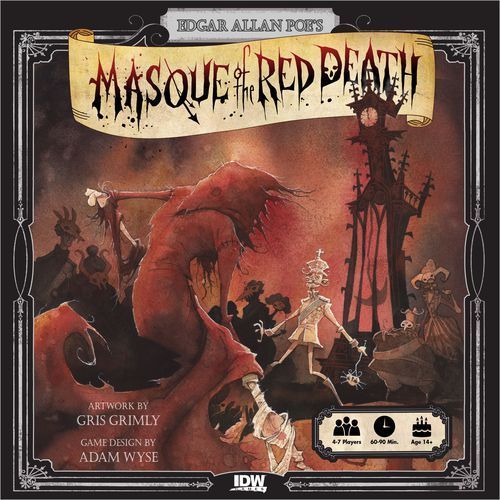 EDGAR ALLAN POE'S
MASQUE of the RED DEATH
ARTWORK BY
GRIS GRIMLY
GAME DESIGN BY
ADAM WYSE
4-7 Players
60-90 Min.
Age 14+
IDW
GAMES